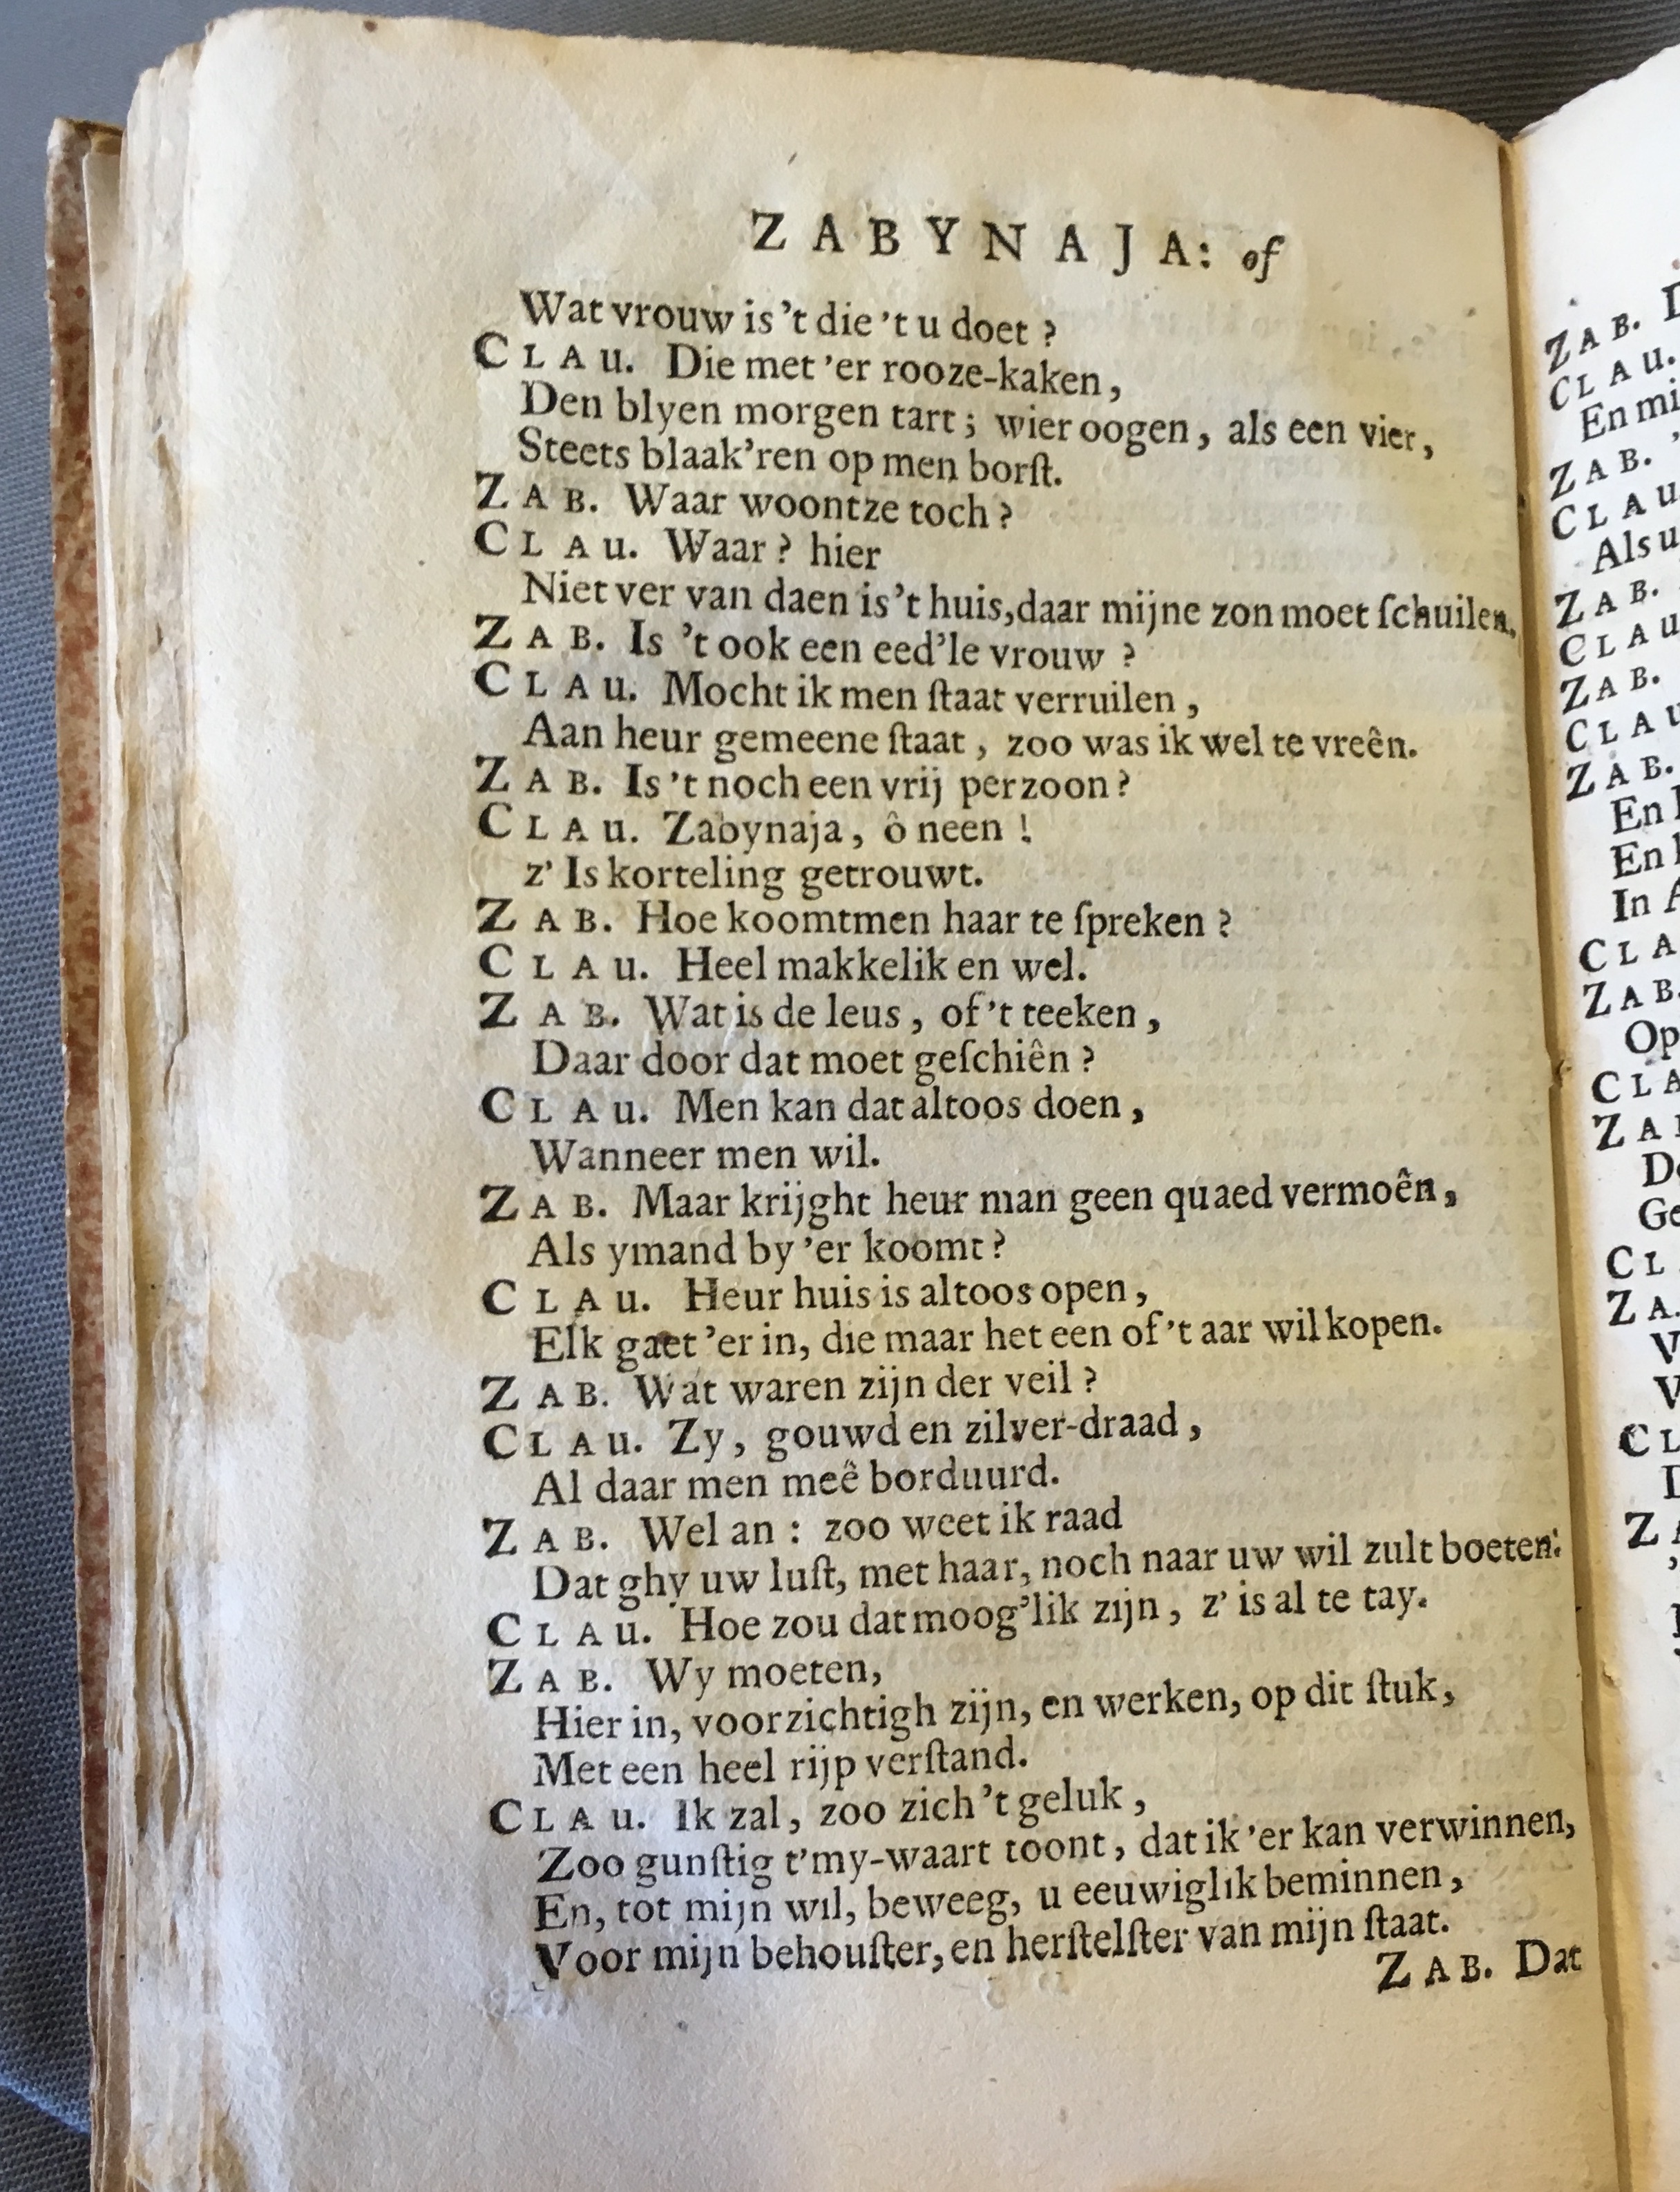 ZABYNAJA: of
Wat vrouw is 't die 't u doet ?
CLAu. Die met 'er rooze-kaken,
Den blyen morgen tart; wier oogen, als een vier,
Steets blaak'ren op men borſt.
ZAB. Waar woontze toch ?
CLAu. Waar ? hier
Niet ver van daen is 't huis, daar mijne zon moet ſchuilen.
ZAB. Is 't ook een eed'le vrouw ?
CLAu. Mocht ik men ſtaat verruilen,
Aan heur gemeene ſtaat, zoo was ik wel te vreên.
ZAB. Is 't noch een vrij perzoon ?
CLAu. Zabynaja, ô neen !
z' Is korteling getrouwt.
ZAB. Hoe koomtmen haar te ſpreken ?
CLAu. Heel makkelik en wel.
ZAB. Wat is de leus, of 't teeken,
Daar door dat moet geſchiên ?
CLAu. Men kan dat altoos doen,
Wanneer men wil.
ZAB. Maar krijght heur man geen quaed vermoên,
Als ymand by 'er koomt ?
CLAu. Heur huis is altoos open,
Elk gaet 'er in, die maar het een of 't aar wil kopen.
ZAB. Wat waren zijn der veil ?
CLAu. Zy, gouwd en zilver-draad,
Al daar men meê borduurd.
ZAB. Wel an : zoo weet ik raad
Dat ghy uw luſt, met haar, noch naar uw wil zult boeten.
CLAu. Hoe zou dat moog'lik zijn, z' is al te tay.
ZAB. Wy moeten,
Hier in, voorzichtigh zijn, en werken, op dit ſtuk,
Met een heel rijp verſtand.
CLAu. Ik zal, zoo zich 't geluk,
Zoo gunſtig t'my-waart toont, dat ik 'er kan verwinnen,
En, tot mijn wil, beweeg, u eeuwiglik beminnen,
Voor mijn behouſter, en herſtelſter van mijn ſtaat.
ZAB. Dat
ZAB.
CLAu.
En mi
ZAB.
CLAu
Als u
ZAB.
CLAu
ZAB.
CLAu
ZAB.
En
En
In A
CLA
ZAB.
Op
CLA
ZA
De
Ge
CL
ZA.
V
V
CL
Z